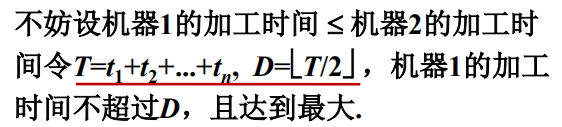 不妨设机器1的加工时间 ≤ 机器2的加工时
间令T=t₁+t₂+...+tₙ, D=⌊T/2⌋，机器1的加工
时间不超过D，且达到最大.